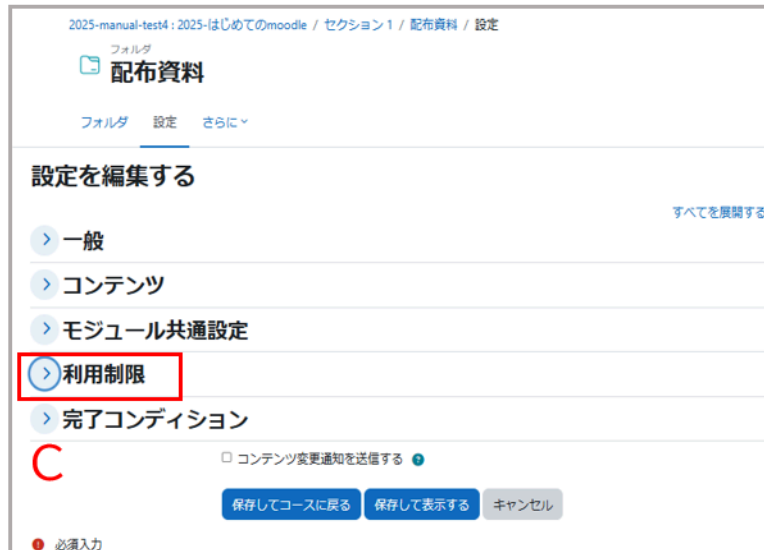 2025-manual-test4 : 2025-はじめてのmoodle / セクション 1 / 配布資料 / 設定
フォルダ
配布資料
フォルダ 設定 さらに
設定を編集する
すべてを展開する
一般
コンテンツ
モジュール共通設定
利用制限
完了コンディション
C
コンテンツ変更通知を送信する ?
保存してコースに戻る 保存して表示する キャンセル
! 必須入力